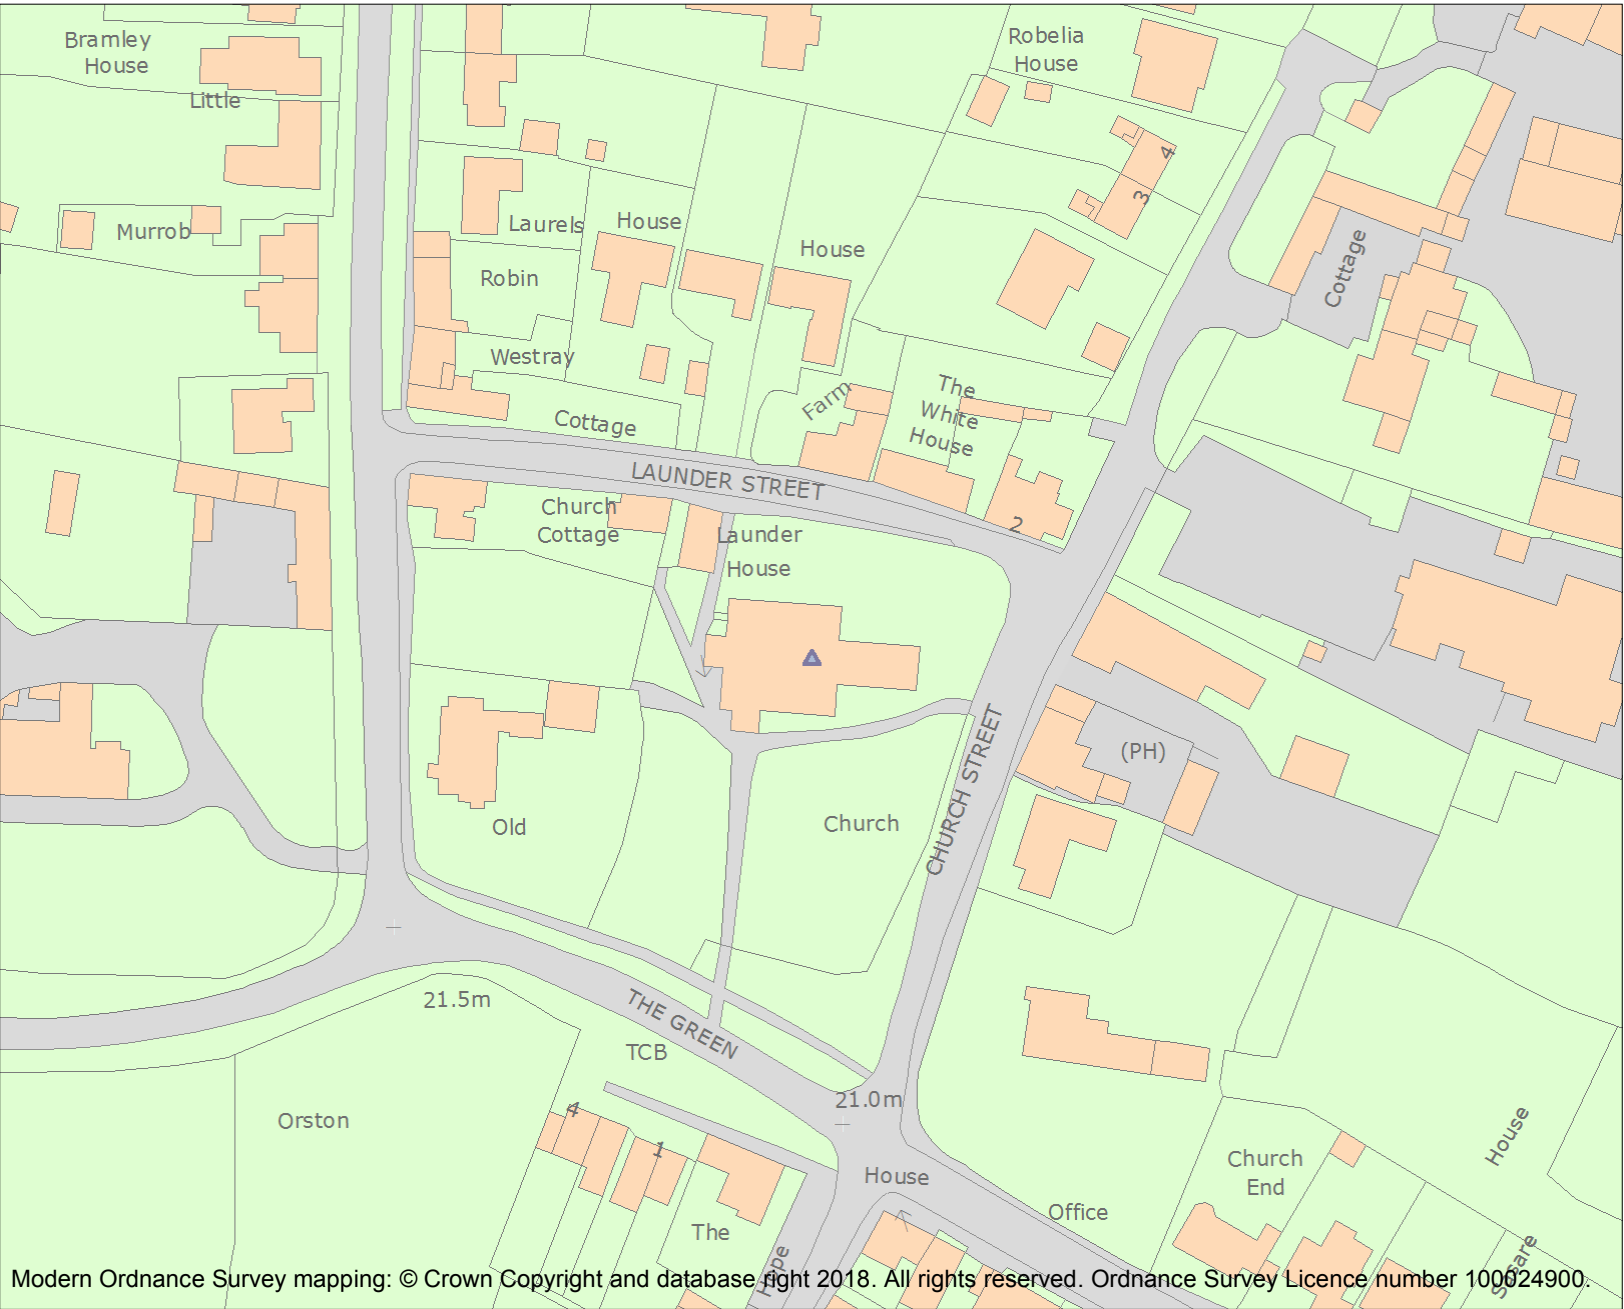 Bramley
House
Little
Robelia
House
4
3
Murrob
Laurels
House
House
Robin
Cottage
Westray
Farm
The
White
House
Cottage
LAUNDER STREET
Church
Cottage
Launder
House
2
(PH)
CHURCH STREET
Old
Church
21.5m
THE GREEN
TCB
21.0m
Orston
4
1
House
House
Church
End
Office
The
Hope
Modern Ordnance Survey mapping: © Crown Copyright and database right 2018. All rights reserved. Ordnance Survey Licence number 100024900.